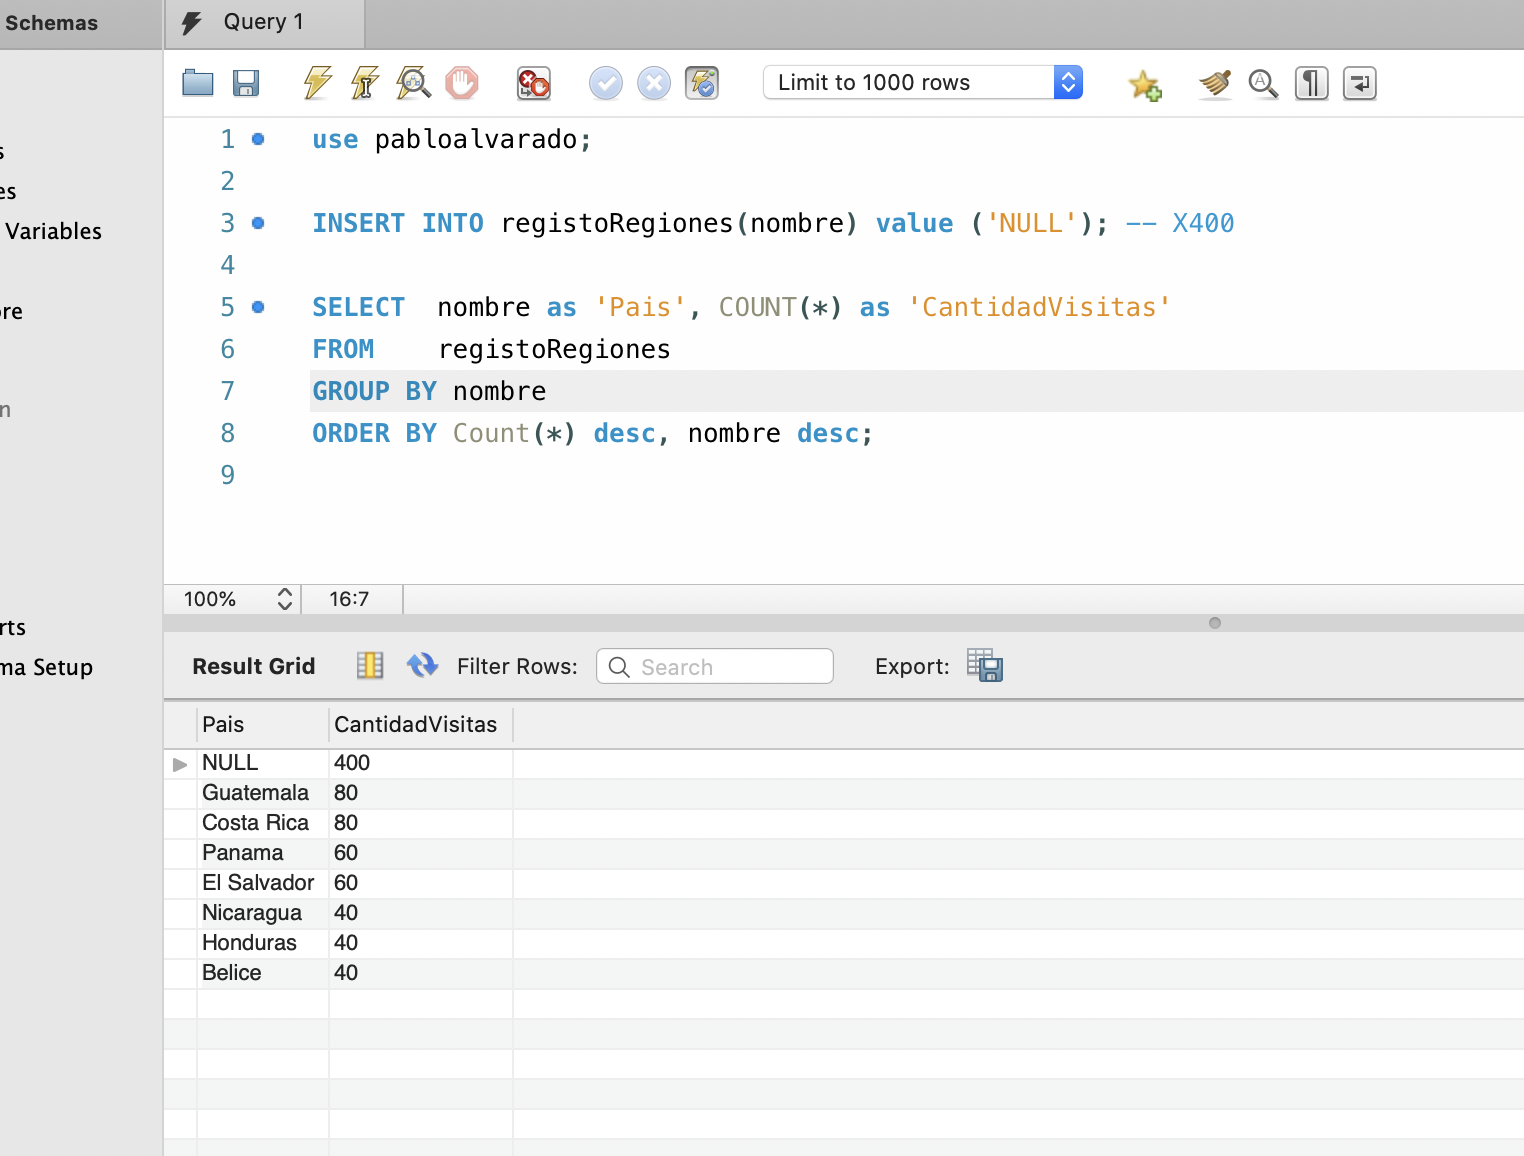 Schemas
Query 1
Limit to 1000 rows
s
es
Variables
ore
n
rts
ma Setup
1 use pabloalvarado;
2
3 INSERT INTO registoRegiones(nombre) value ('NULL'); -- X400
4
5 SELECT nombre as 'Pais', COUNT(*) as 'CantidadVisitas'
6 FROM registoRegiones
7 GROUP BY nombre
8 ORDER BY Count(*) desc, nombre desc;
9
100% 16:7
Result Grid Filter Rows: Search Export:
Pais CantidadVisitas
NULL 400
Guatemala 80
Costa Rica 80
Panama 60
El Salvador 60
Nicaragua 40
Honduras 40
Belice 40